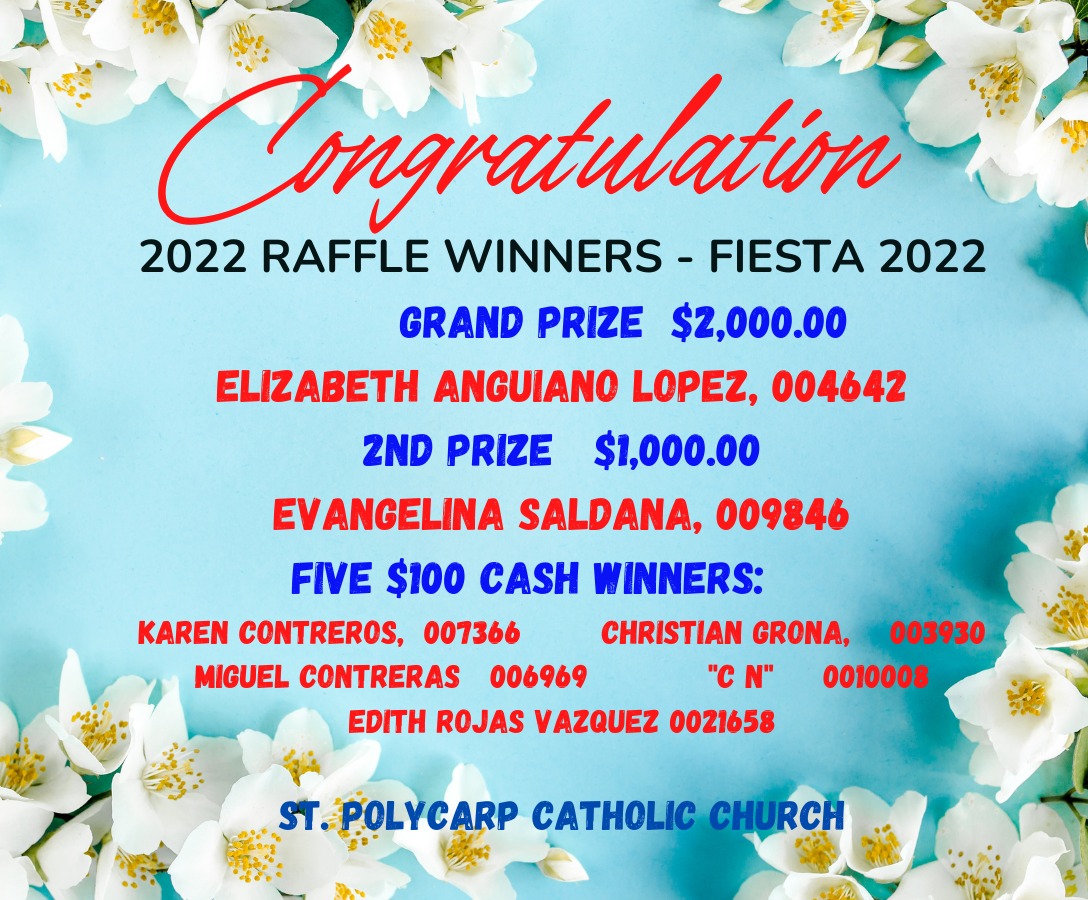 Congratulation
2022 RAFFLE WINNERS - FIESTA 2022
GRAND PRIZE $2,000.00
ELIZABETH ANGUIANO LOPEZ, 004642
2ND PRIZE $1,000.00
EVANGELINA SALDANA, 009846
FIVE $100 CASH WINNERS:
KAREN CONTREROS, 007366 CHRISTIAN GRONA, 003930
MIGUEL CONTRERAS 006969 "C N" 0010008
EDITH ROJAS VAZQUEZ 0021658
ST. POLYCARP CATHOLIC CHURCH